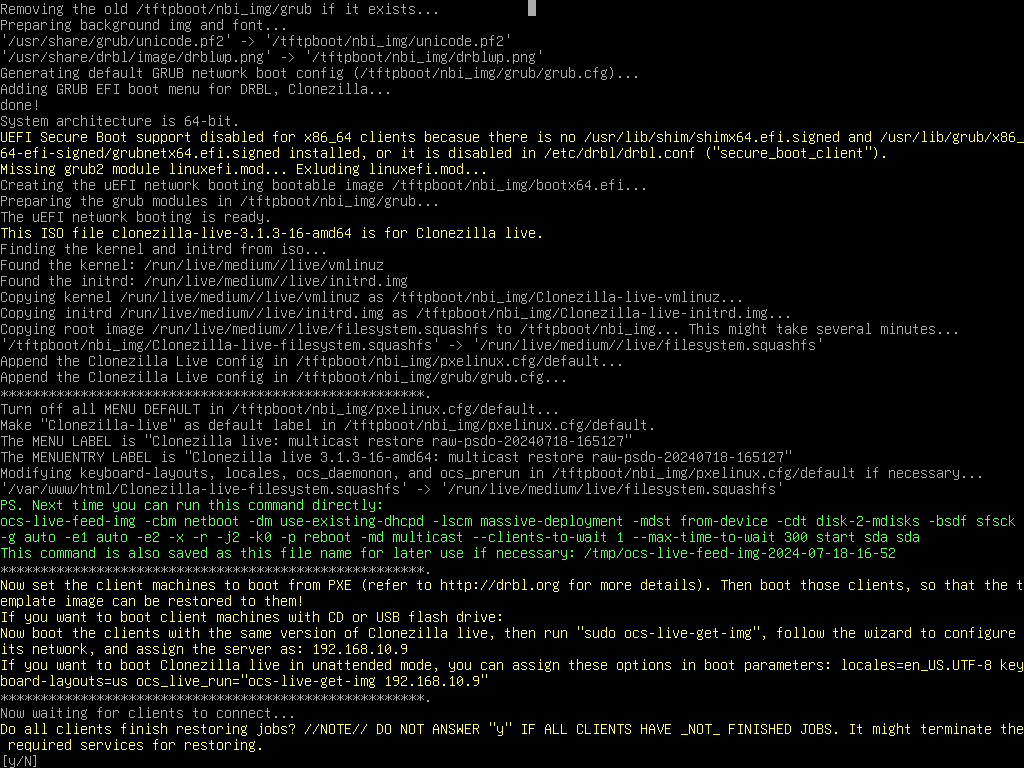 Removing the old /tftpboot/nbi_img/grub if it exists...
Preparing background img and font...
'/usr/share/grub/unicode.pf2' -> '/tftpboot/nbi_img/unicode.pf2'
'/usr/share/drbl/image/drblwp.png' -> '/tftpboot/nbi_img/drblwp.png'
Generating default GRUB network boot config (/tftpboot/nbi_img/grub/grub.cfg)...
Adding GRUB EFI boot menu for DRBL, Clonezilla...
done!
System architecture is 64-bit.
UEFI Secure Boot support disabled for x86_64 clients becasue there is no /usr/lib/shim/shimx64.efi.signed and /usr/lib/grub/x86_
64-efi-signed/grubnetx64.efi.signed installed, or it is disabled in /etc/drbl/drbl.conf ("secure_boot_client").
Missing grub2 module linuxefi.mod... Exluding linuxefi.mod...
Creating the uEFI network booting bootable image /tftpboot/nbi_img/bootx64.efi...
Preparing the grub modules in /tftpboot/nbi_img/grub...
The uEFI network booting is ready.
This ISO file clonezilla-live-3.1.3-16-amd64 is for Clonezilla live.
Finding the kernel and initrd from iso...
Found the kernel: /run/live/medium//live/vmlinuz
Found the initrd: /run/live/medium//live/initrd.img
Copying kernel /run/live/medium//live/vmlinuz as /tftpboot/nbi_img/Clonezilla-live-vmlinuz...
Copying initrd /run/live/medium//live/initrd.img as /tftpboot/nbi_img/Clonezilla-live-initrd.img...
Copying root image /run/live/medium//live/filesystem.squashfs to /tftpboot/nbi_img... This might take several minutes...
'/tftpboot/nbi_img/Clonezilla-live-filesystem.squashfs' -> '/run/live/medium//live/filesystem.squashfs'
Append the Clonezilla Live config in /tftpboot/nbi_img/pxelinux.cfg/default...
Append the Clonezilla Live config in /tftpboot/nbi_img/grub/grub.cfg...
*****************************************************.
Turn off all MENU DEFAULT in /tftpboot/nbi_img/pxelinux.cfg/default...
Make "Clonezilla-live" as default label in /tftpboot/nbi_img/pxelinux.cfg/default.
The MENU LABEL is "Clonezilla live: multicast restore raw-psdo-20240718-165127"
The MENUENTRY LABEL is "Clonezilla live 3.1.3-16-amd64: multicast restore raw-psdo-20240718-165127"
Modifying keyboard-layouts, locales, ocs_daemonon, and ocs_prerun in /tftpboot/nbi_img/pxelinux.cfg/default if necessary...
'/var/www/html/Clonezilla-live-filesystem.squashfs' -> '/run/live/medium/live/filesystem.squashfs'
PS. Next time you can run this command directly:
ocs-live-feed-img -cbm netboot -dm use-existing-dhcpd -lscm massive-deployment -mdst from-device -cdt disk-2-mdisks -bsdf sfsck
-g auto -e1 auto -e2 -x -r -j2 -k0 -p reboot -md multicast --clients-to-wait 1 --max-time-to-wait 300 start sda sda
This command is also saved as this file name for later use if necessary: /tmp/ocs-live-feed-img-2024-07-18-16-52
*****************************************************.
Now set the client machines to boot from PXE (refer to http://drbl.org for more details). Then boot those clients, so that the t
emplate image can be restored to them!
If you want to boot client machines with CD or USB flash drive:
Now boot the clients with the same version of Clonezilla live, then run "sudo ocs-live-get-img", follow the wizard to configure
its network, and assign the server as: 192.168.10.9
If you want to boot Clonezilla live in unattended mode, you can assign these options in boot parameters: locales=en_US.UTF-8 key
board-layouts=us ocs_live_run="ocs-live-get-img 192.168.10.9"
*****************************************************.
Now waiting for clients to connect...
Do all clients finish restoring jobs? //NOTE// DO NOT ANSWER "y" IF ALL CLIENTS HAVE _NOT_ FINISHED JOBS. It might terminate the
 required services for restoring.
[y/N]